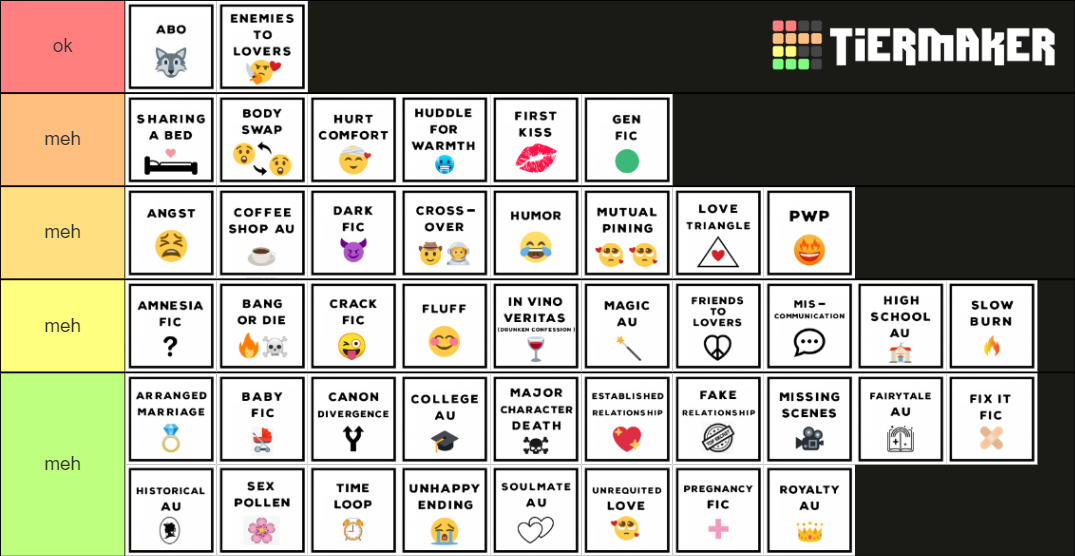 ok
ABO
ENEMIES
TO
LOVERS
TiERMAKER
meh
SHARING
A BED
BODY
SWAP
HURT
COMFORT
HUDDLE
FOR
WARMTH
FIRST
KISS
GEN
FIC
meh
ANGST
COFFEE
SHOP AU
DARK
FIC
CROSS-
OVER
HUMOR
MUTUAL
PINING
LOVE
TRIANGLE
PWP
meh
AMNESIA
FIC
?
BANG
OR DIE
CRACK
FIC
FLUFF
IN VINO
VERITAS
(DRUNKEN CONFESSION)
MAGIC
AU
FRIENDS
TO
LOVERS
MIS-
COMMUNICATION
HIGH
SCHOOL
AU
SLOW
BURN
meh
ARRANGED
MARRIAGE
BABY
FIC
CANON
DIVERGENCE
COLLEGE
AU
MAJOR
CHARACTER
DEATH
ESTABLISHED
RELATIONSHIP
FAKE
RELATIONSHIP
TOP SECRET
MISSING
SCENES
FAIRYTALE
AU
FIX IT
FIC
HISTORICAL
AU
SEX
POLLEN
TIME
LOOP
UNHAPPY
ENDING
SOULMATE
AU
UNREQUITED
LOVE
PREGNANCY
FIC
ROYALTY
AU